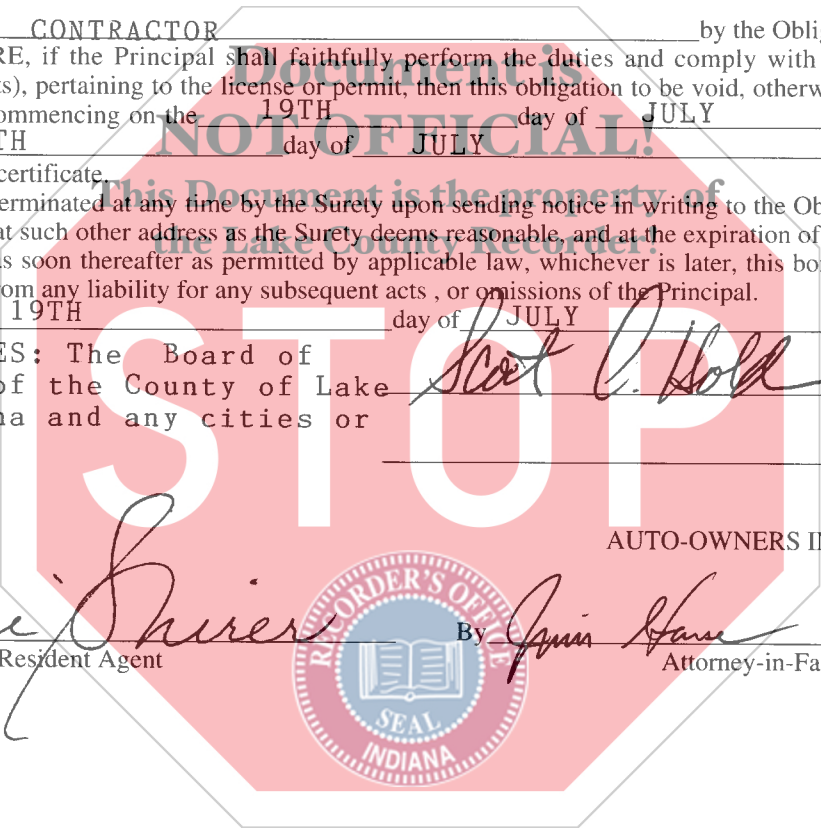 CONTRACTOR by the Oblig
RE, if the Principal shall faithfully perform the duties and comply with
ts), pertaining to the license or permit, then this obligation to be void, otherw
ommencing on the 19TH day of JULY
TH day of JULY
certificate.
erminated at any time by the Surety upon sending notice in writing to the Ob
at such other address as the Surety deems reasonable, and at the expiration of
s soon thereafter as permitted by applicable law, whichever is later, this bo
om any liability for any subsequent acts , or omissions of the Principal.
19TH day of JULY
ES: The Board of
of the County of Lake
na and any cities or
AUTO-OWNERS IN
By
Resident Agent Attorney-in-Fa
Document is
NOT OFFICIAL!
This Document is the property of
the Lake County Recorder!
STOP
RECORDER'S OFFICE
SEAL
INDIANA